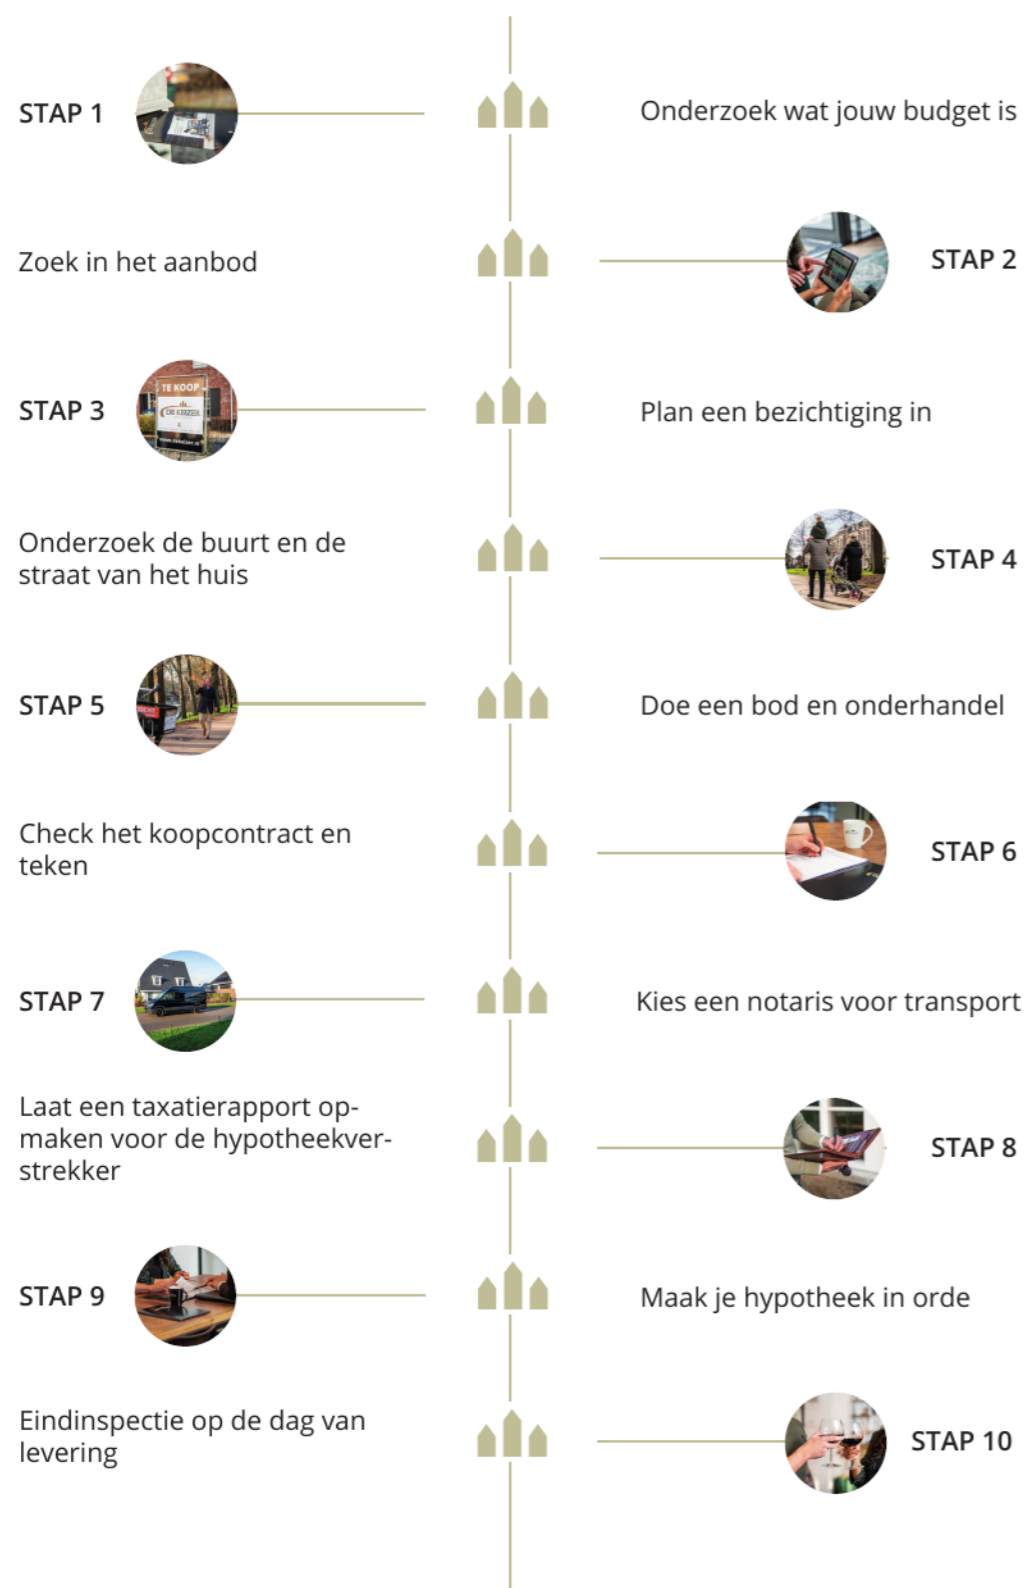 STAP 1
Onderzoek wat jouw budget is
Zoek in het aanbod
STAP 2
STAP 3
TE KOOP
DE KEIZER
Plan een bezichtiging in
Onderzoek de buurt en de
straat van het huis
STAP 4
STAP 5
Doe een bod en onderhandel
Check het koopcontract en
teken
STAP 6
STAP 7
Kies een notaris voor transport
Laat een taxatierapport op-
maken voor de hypotheekver-
strekker
STAP 8
STAP 9
Maak je hypotheek in orde
Eindinspectie op de dag van
levering
STAP 10